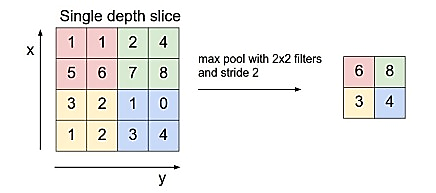 Single depth slice
x
1 1 2 4
5 6 7 8
3 2 1 0
1 2 3 4
y
max pool with 2x2 filters
and stride 2
6 8
3 4